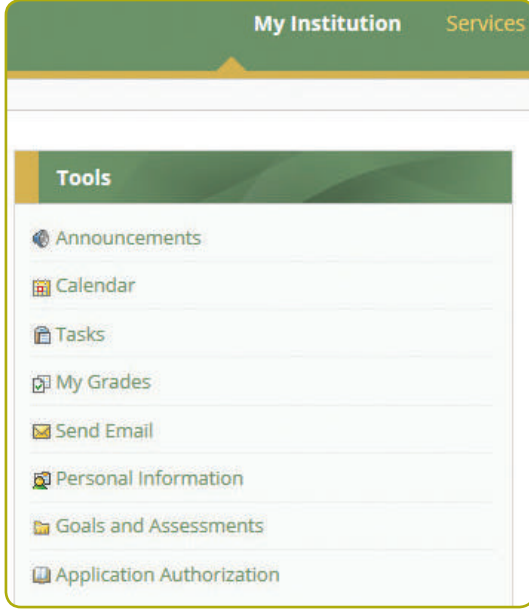 My Institution Services
Tools
Announcements
Calendar
Tasks
My Grades
Send Email
Personal Information
Goals and Assessments
Application Authorization